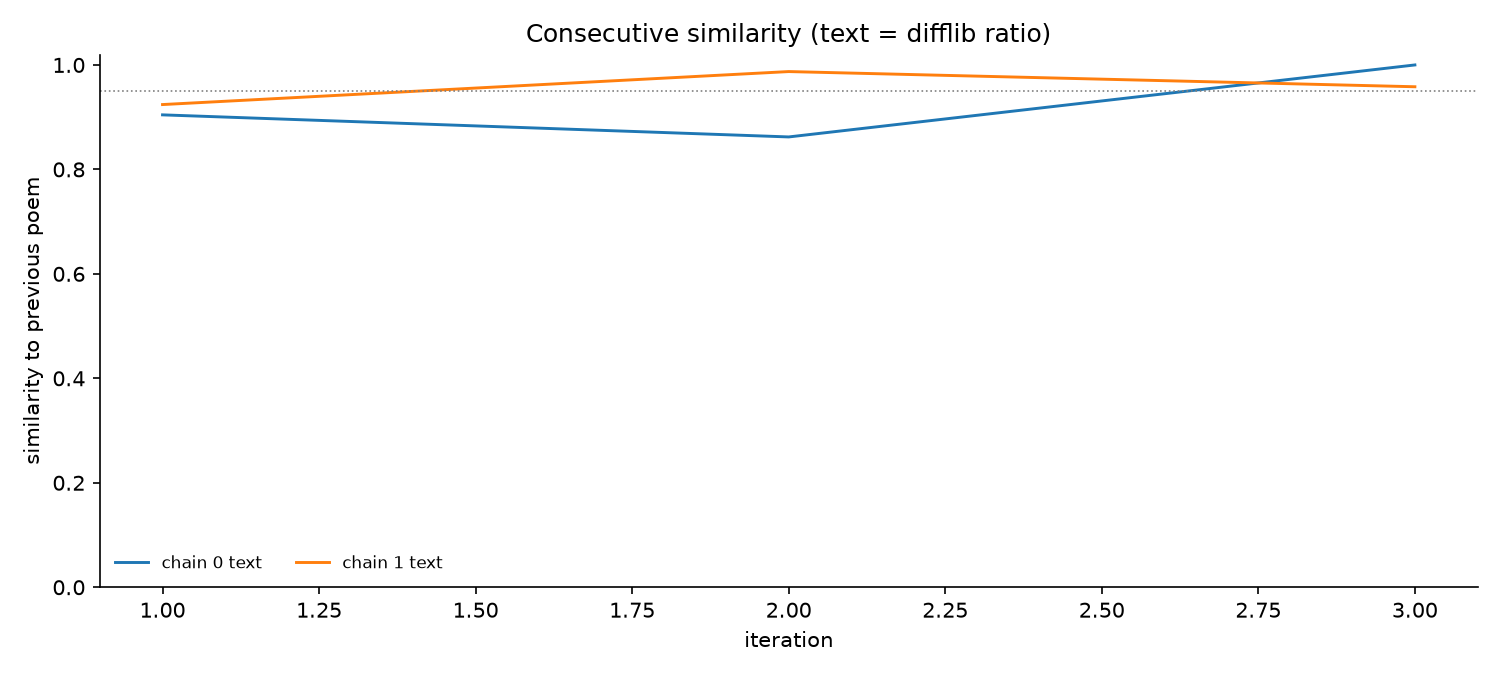 Consecutive similarity (text = difflib ratio)
1.0
0.8
0.6
0.4
0.2
0.0
similarity to previous poem
chain 0 text chain 1 text
1.00 1.25 1.50 1.75 2.00 2.25 2.50 2.75 3.00
iteration